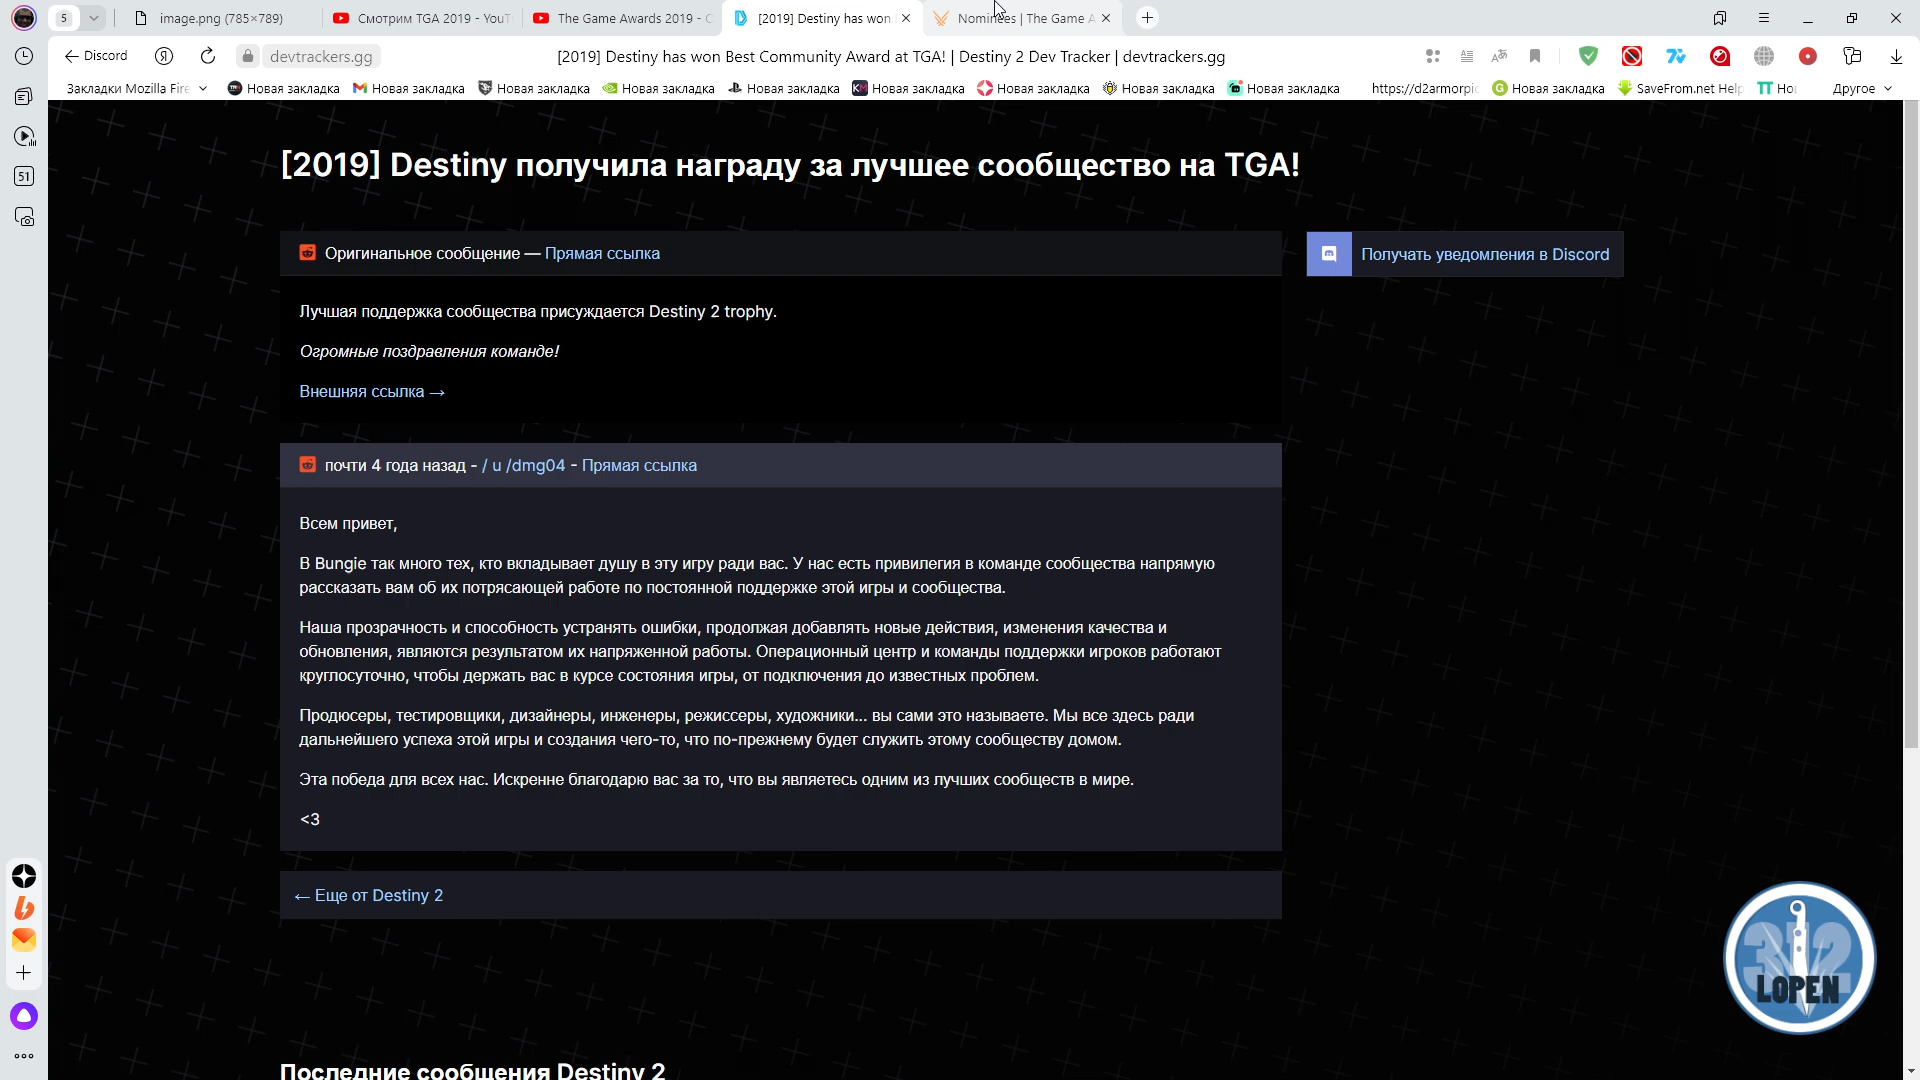 5
image.png (785×789)
Смотрим TGA 2019 - YouT
The Game Awards 2019 - C
[2019] Destiny has won
Nominees | The Game A
51
Discord
Я
devtrackers.gg
[2019] Destiny has won Best Community Award at TGA! | Destiny 2 Dev Tracker | devtrackers.gg
Закладки Mozilla Fire
Новая закладка
Новая закладка
Новая закладка
Новая закладка
Новая закладка
Новая закладка
Новая закладка
Новая закладка
Новая закладка
https://d2armorpic
Новая закладка
SaveFrom.net Help
Но
Другое
[2019] Destiny получила награду за лучшее сообщество на TGA!
Оригинальное сообщение — Прямая ссылка
Получать уведомления в Discord
Лучшая поддержка сообщества присуждается Destiny 2 trophy.
Огромные поздравления команде!
Внешняя ссылка →
почти 4 года назад - / u /dmg04 - Прямая ссылка
Всем привет,
В Bungie так много тех, кто вкладывает душу в эту игру ради вас. У нас есть привилегия в команде сообщества напрямую
рассказать вам об их потрясающей работе по постоянной поддержке этой игры и сообщества.
Наша прозрачность и способность устранять ошибки, продолжая добавлять новые действия, изменения качества и
обновления, являются результатом их напряженной работы. Операционный центр и команды поддержки игроков работают
круглосуточно, чтобы держать вас в курсе состояния игры, от подключения до известных проблем.
Продюсеры, тестировщики, дизайнеры, инженеры, режиссеры, художники... вы сами это называете. Мы все здесь ради
дальнейшего успеха этой игры и создания чего-то, что по-прежнему будет служить этому сообществу домом.
Эта победа для всех нас. Искренне благодарю вас за то, что вы являетесь одним из лучших сообществ в мире.
<3
← Еще от Destiny 2
312
LOPEN
Последние сообщения Destiny 2